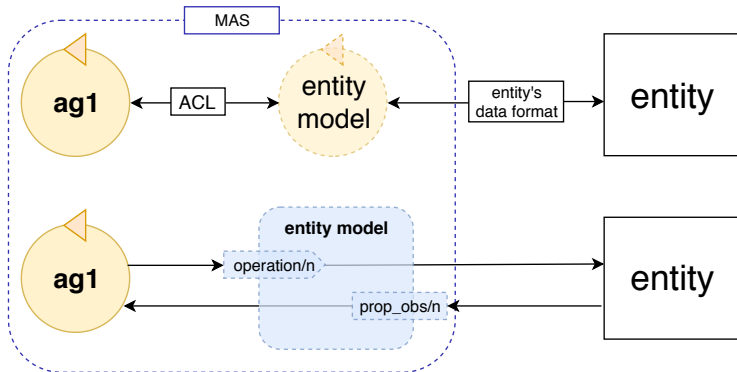 MAS
ag1
ACL
entity
model
entity's
data format
entity
entity model
ag1
operation/n
prop_obs/n
entity